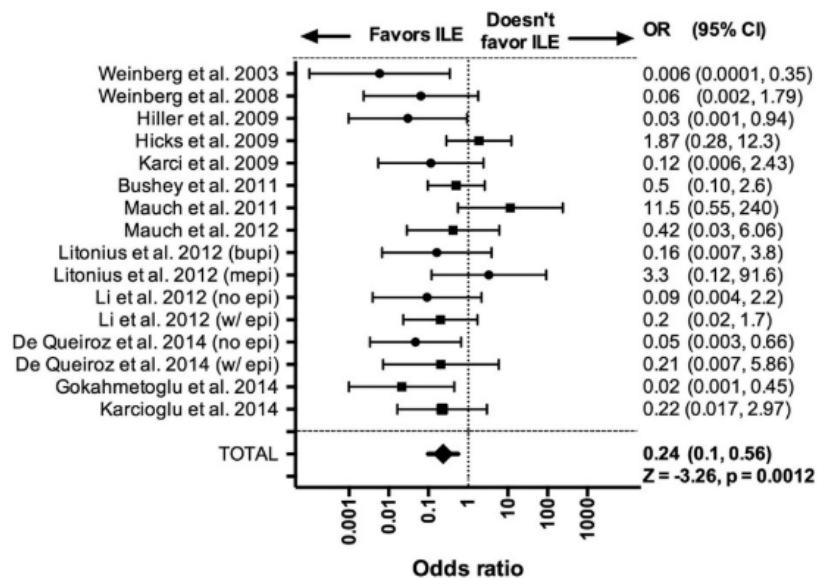 Favors ILE
Doesn't favor ILE
OR (95% CI)
Weinberg et al. 2003 0.006 (0.0001, 0.35)
Weinberg et al. 2008 0.06 (0.002, 1.79)
Hiller et al. 2009 0.03 (0.001, 0.94)
Hicks et al. 2009 1.87 (0.28, 12.3)
Karci et al. 2009 0.12 (0.006, 2.43)
Bushey et al. 2011 0.5 (0.10, 2.6)
Mauch et al. 2011 11.5 (0.55, 240)
Mauch et al. 2012 0.42 (0.03, 6.06)
Litonius et al. 2012 (bupi) 0.16 (0.007, 3.8)
Litonius et al. 2012 (mepi) 3.3 (0.12, 91.6)
Li et al. 2012 (no epi) 0.09 (0.004, 2.2)
Li et al. 2012 (w/ epi) 0.2 (0.02, 1.7)
De Queiroz et al. 2014 (no epi) 0.05 (0.003, 0.66)
De Queiroz et al. 2014 (w/ epi) 0.21 (0.007, 5.86)
Gokahmetoglu et al. 2014 0.02 (0.001, 0.45)
Karcioglu et al. 2014 0.22 (0.017, 2.97)
TOTAL 0.24 (0.1, 0.56)
Z = -3.26, p = 0.0012
0.001 0.01 0.1 1 10 100 1000
Odds ratio